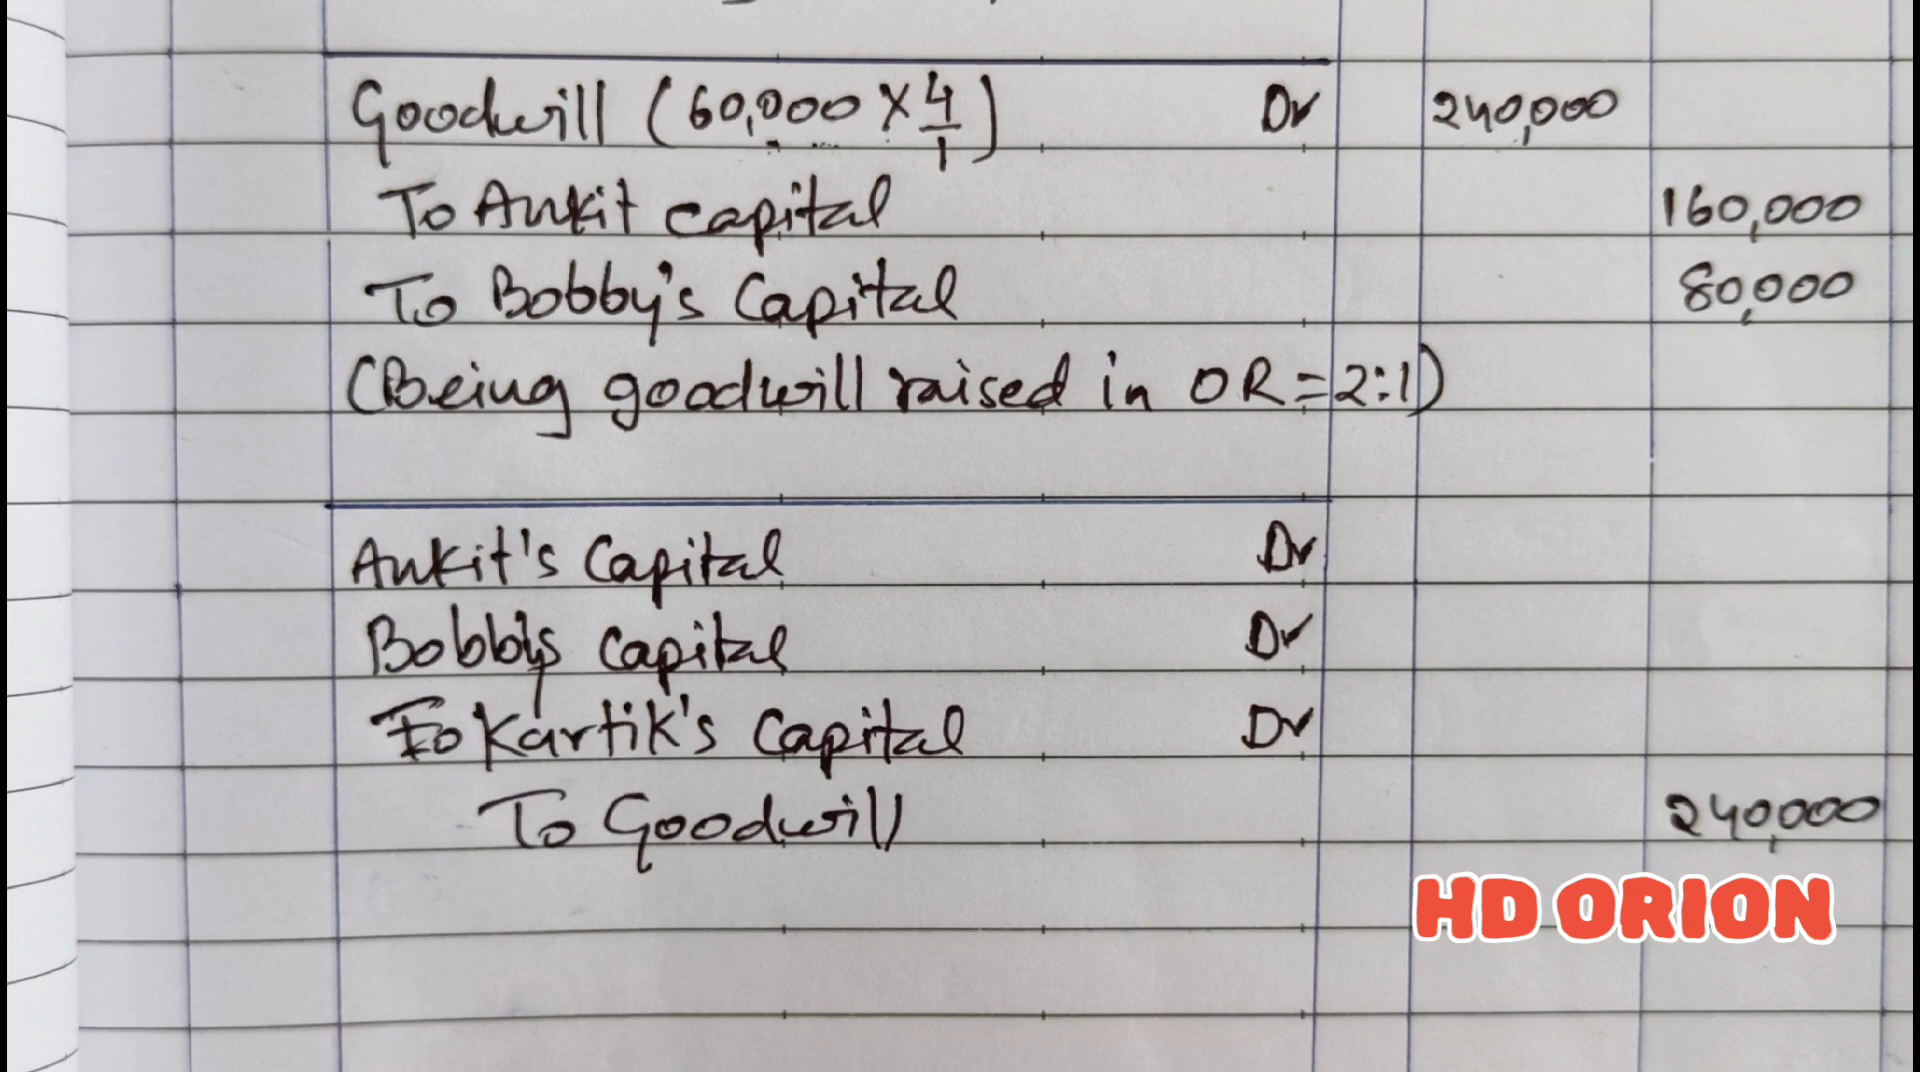 Goodwill (60,000 × 4/1) Dr 240,000
To Ankit capital 160,000
To Bobby's Capital 80,000
(Being goodwill raised in OR=2:1)
Ankit's Capital Dr
Bobby's Capital Dr
Kartik's Capital Dr
To Goodwill 240,000
HD ORION